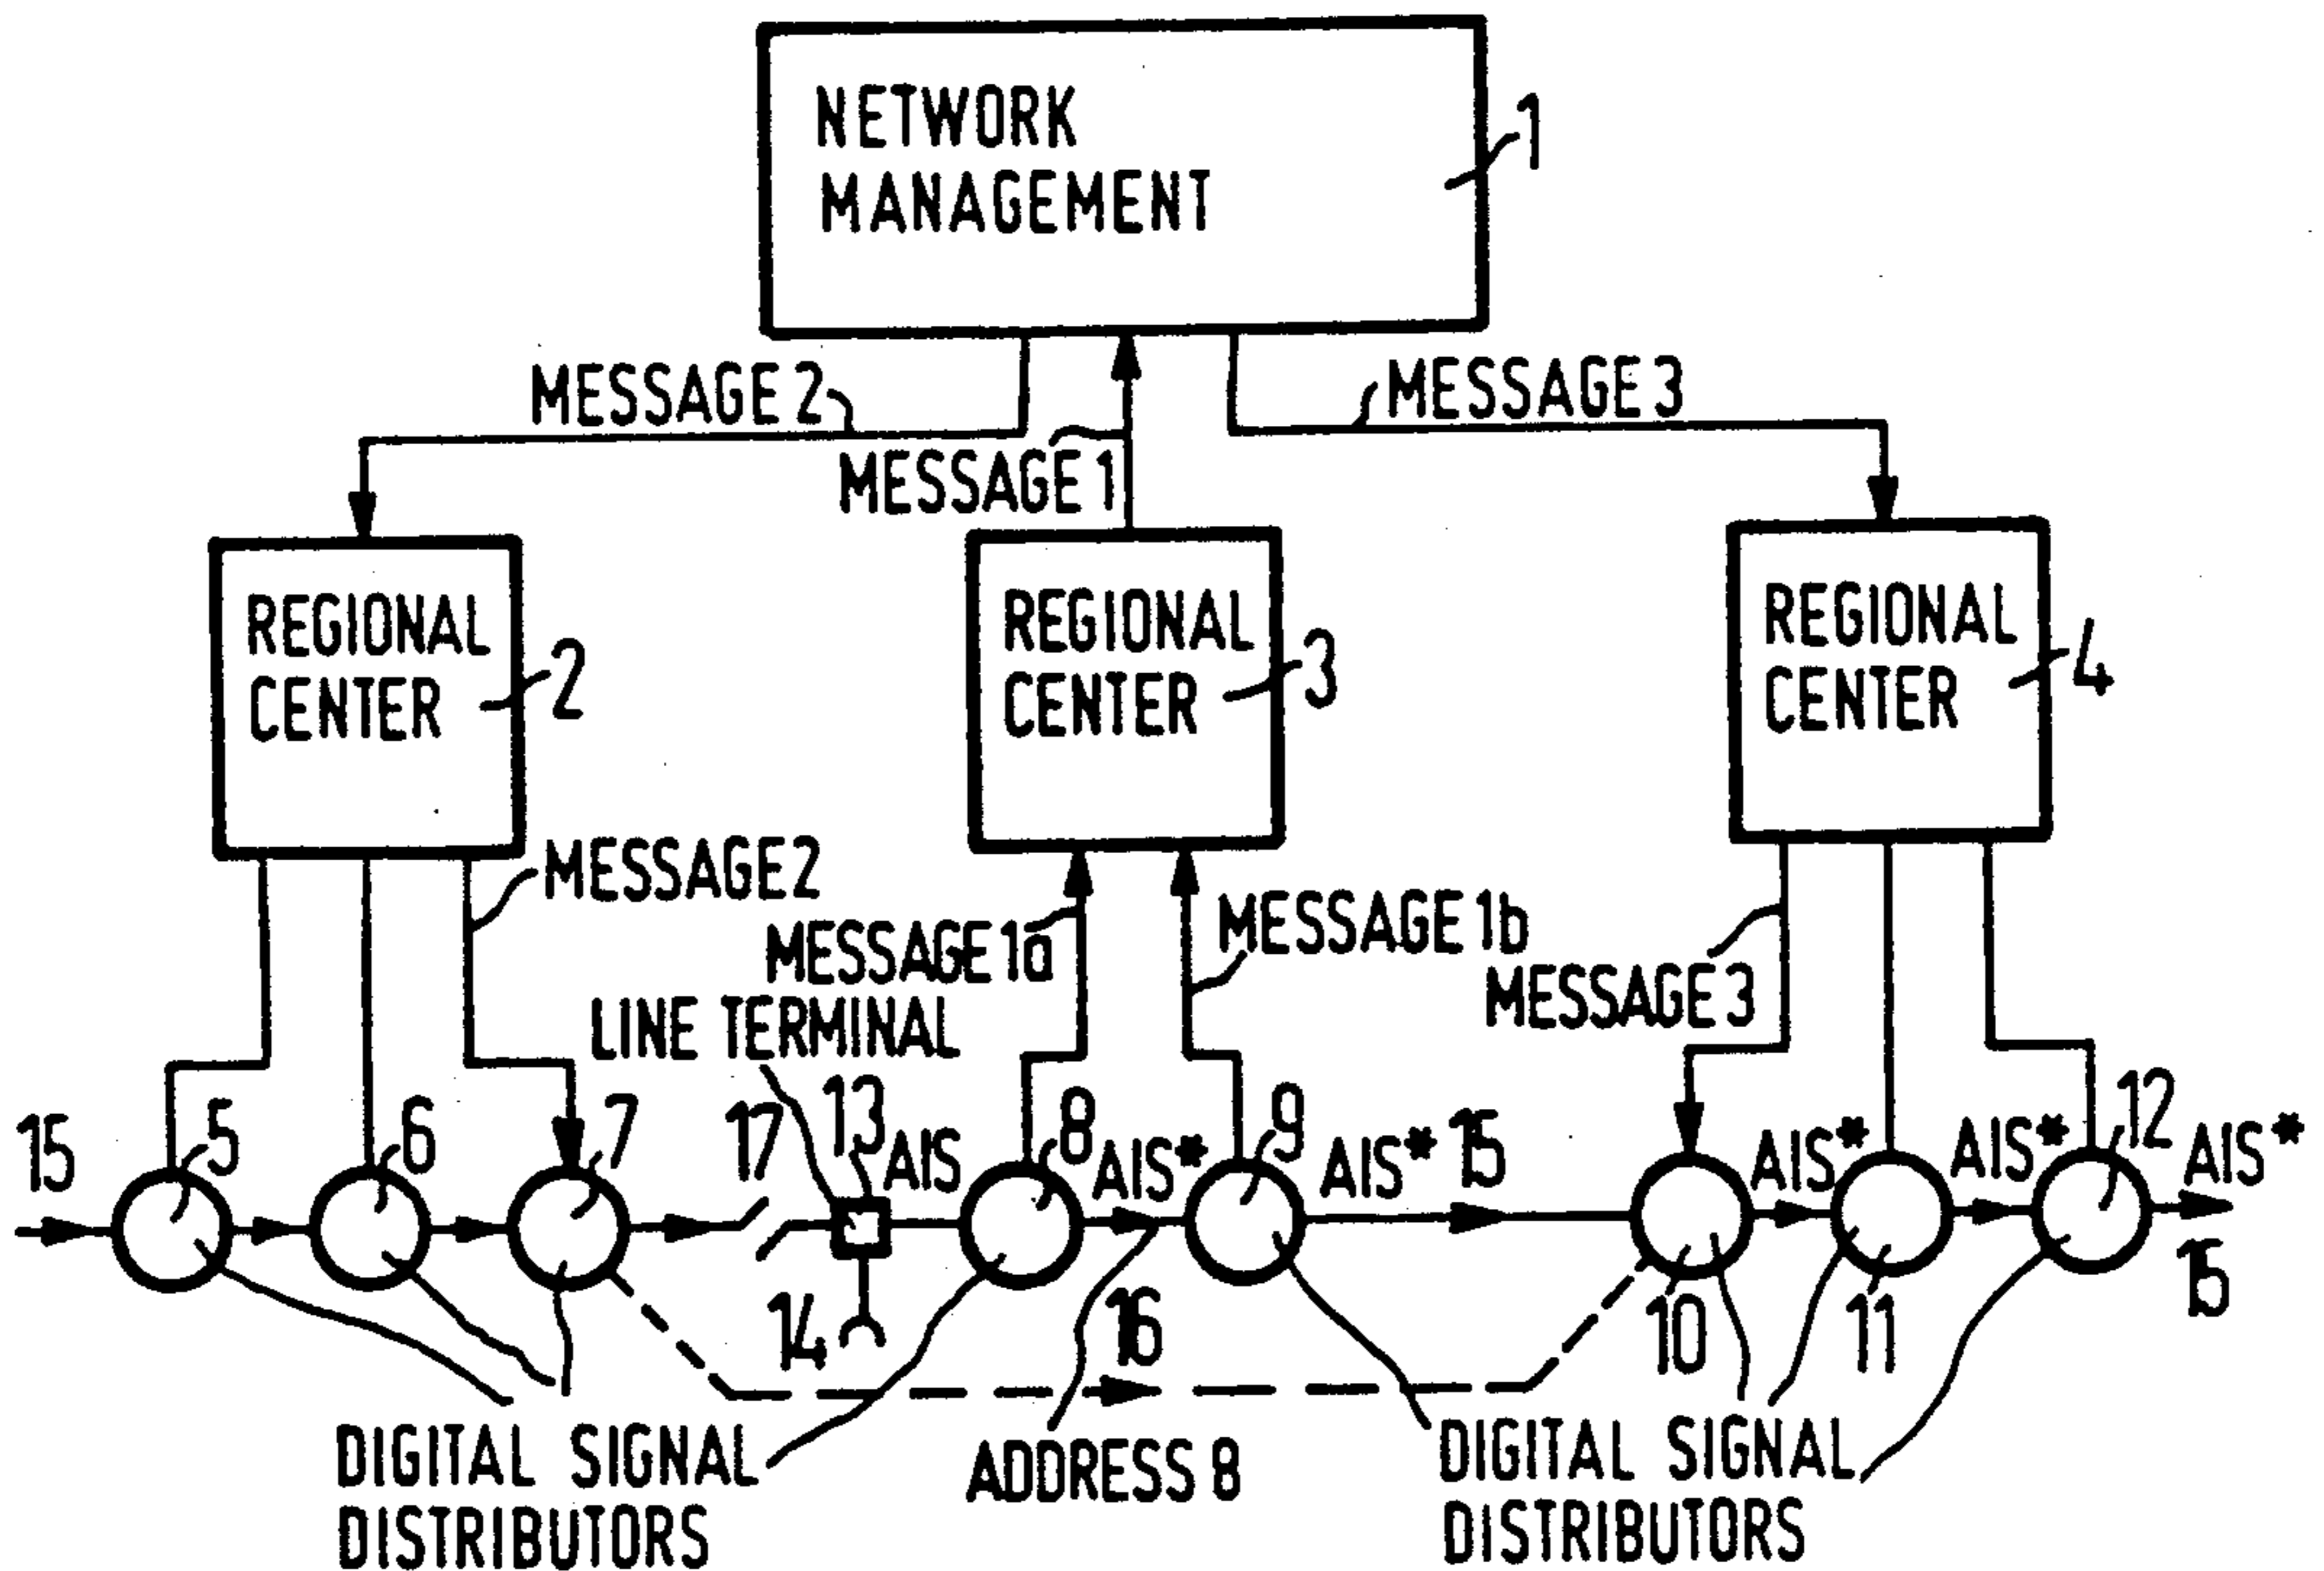 NETWORK
MANAGEMENT
1
MESSAGE 2
MESSAGE 3
MESSAGE 1
REGIONAL
CENTER
2
REGIONAL
CENTER
3
REGIONAL
CENTER
4
MESSAGE 2
MESSAGE 1a
MESSAGE 1b
MESSAGE 3
LINE TERMINAL
15
5
6
7
17
13
AIS
8
AIS*
9
AIS*
15
AIS*
AIS*
12
AIS*
14
16
10
11
15
DIGITAL SIGNAL
DISTRIBUTORS
ADDRESS 8
DIGITAL SIGNAL
DISTRIBUTORS